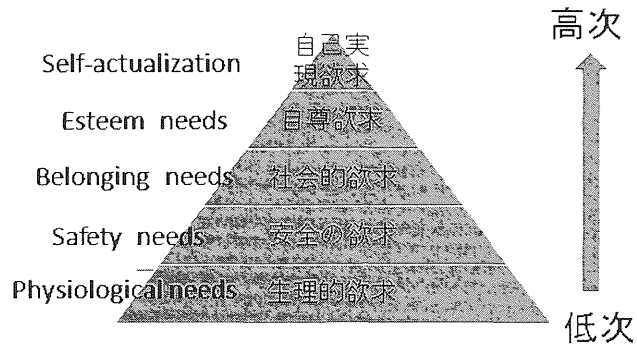 高次
自己実
Self-actualization
現欲求
Esteem needs 自尊欲求
Belonging needs 社会的欲求
Safety needs 安全の欲求
Physiological needs 生理的欲求
低次